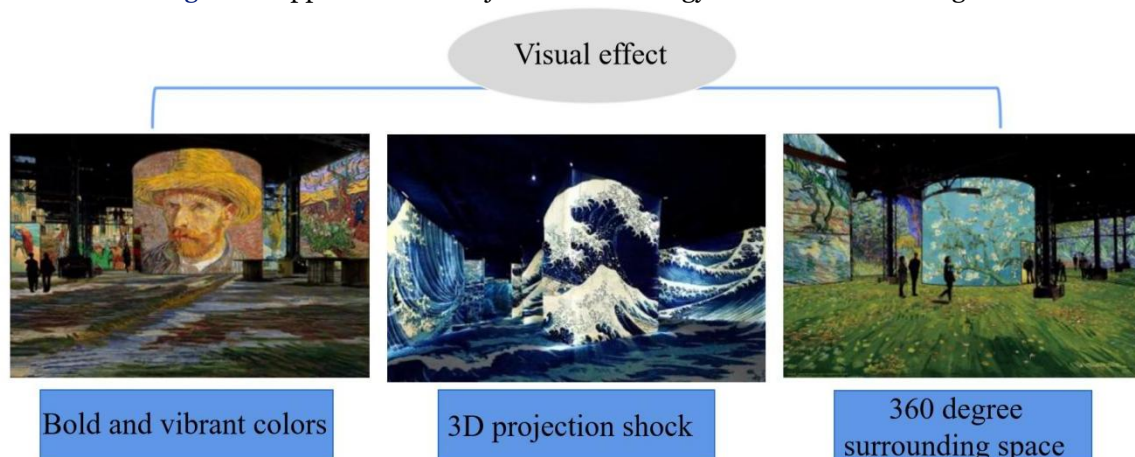 Visual effect
Bold and vibrant colors
3D projection shock
360 degree
surrounding space